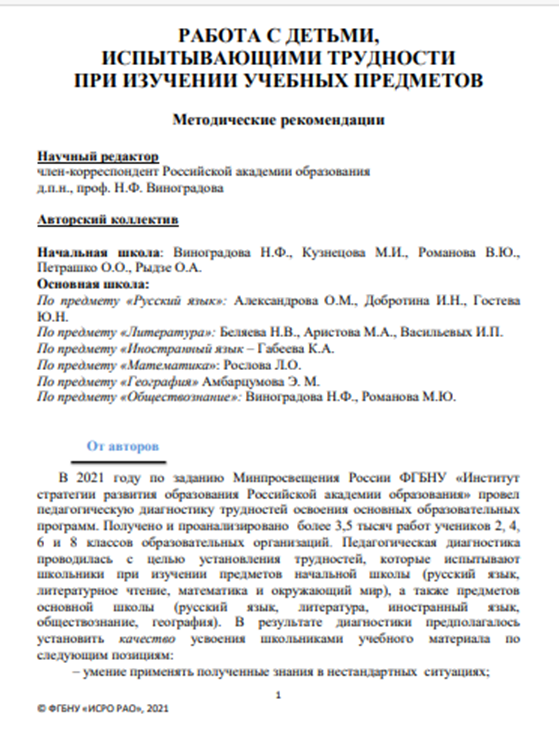 РАБОТА С ДЕТЬМИ,
ИСПЫТЫВАЮЩИМИ ТРУДНОСТИ
ПРИ ИЗУЧЕНИИ УЧЕБНЫХ ПРЕДМЕТОВ
Методические рекомендации
Научный редактор
член-корреспондент Российской академии образования
д.п.н., проф. Н.Ф. Виноградова
Авторский коллектив
Начальная школа: Виноградова Н.Ф., Кузнецова М.И., Романова В.Ю.,
Петрашко О.О., Рыдзе О.А.
Основная школа:
По предмету «Русский язык»: Александрова О.М., Добротина И.Н., Гостева
Ю.Н.
По предмету «Литература»: Беляева Н.В., Аристова М.А., Васильевых И.П.
По предмету «Иностранный язык – Габеева К.А.
По предмету «Математика»: Рослова Л.О.
По предмету «География» Амбарцумова Э. М.
По предмету «Обществознание»: Виноградова Н.Ф., Романова М.Ю.
От авторов
В 2021 году по заданию Минпросвещения России ФГБНУ «Институт
стратегии развития образования Российской академии образования» провел
педагогическую диагностику трудностей освоения основных образовательных
программ. Получено и проанализировано более 3,5 тысяч работ учеников 2, 4,
6 и 8 классов образовательных организаций. Педагогическая диагностика
проводилась с целью установления трудностей, которые испытывают
школьники при изучении предметов начальной школы (русский язык,
литературное чтение, математика и окружающий мир), а также предметов
основной школы (русский язык, литература, иностранный язык,
обществознание, география). В результате диагностики предполагалось
установить качество усвоения школьниками учебного материала по
следующим позициям:
– умение применять полученные знания в нестандартных ситуациях;
1
© ФГБНУ «ИСРО РАО», 2021